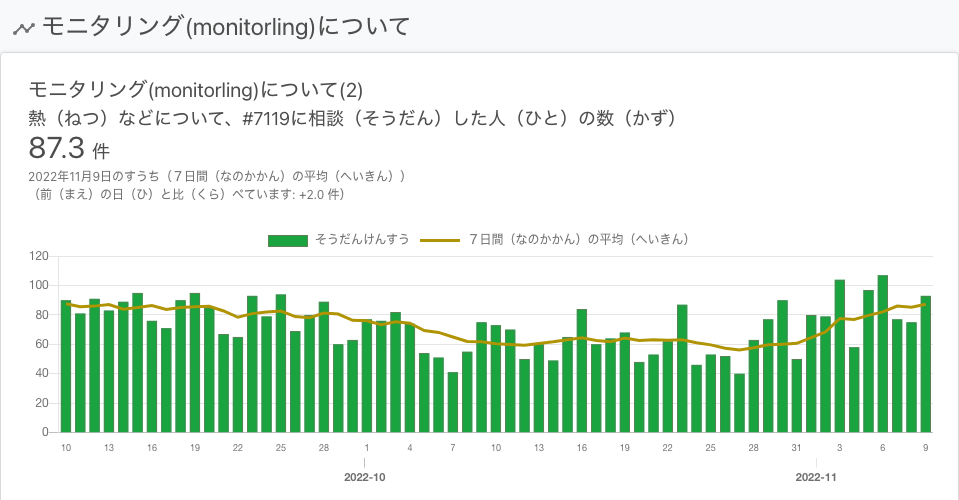 モニタリング(monitorling)について
モニタリング(monitorling)について(2)
熱（ねつ）などについて、#7119に相談（そうだん）した人（ひと）の数（かず）
87.3 件
2022年11月9日のすうち（７日間（なのかかん）の平均（へいきん））
（前（まえ）の日（ひ）と比（くら）べています: +2.0 件）
そうだんけんすう ７日間（なのかかん）の平均（へいきん）
120
100
80
60
40
20
0
10 13 16 19 22 25 28 1 4 7 10 13 16 19 22 25 28 31 3 6 9
2022-10 2022-11